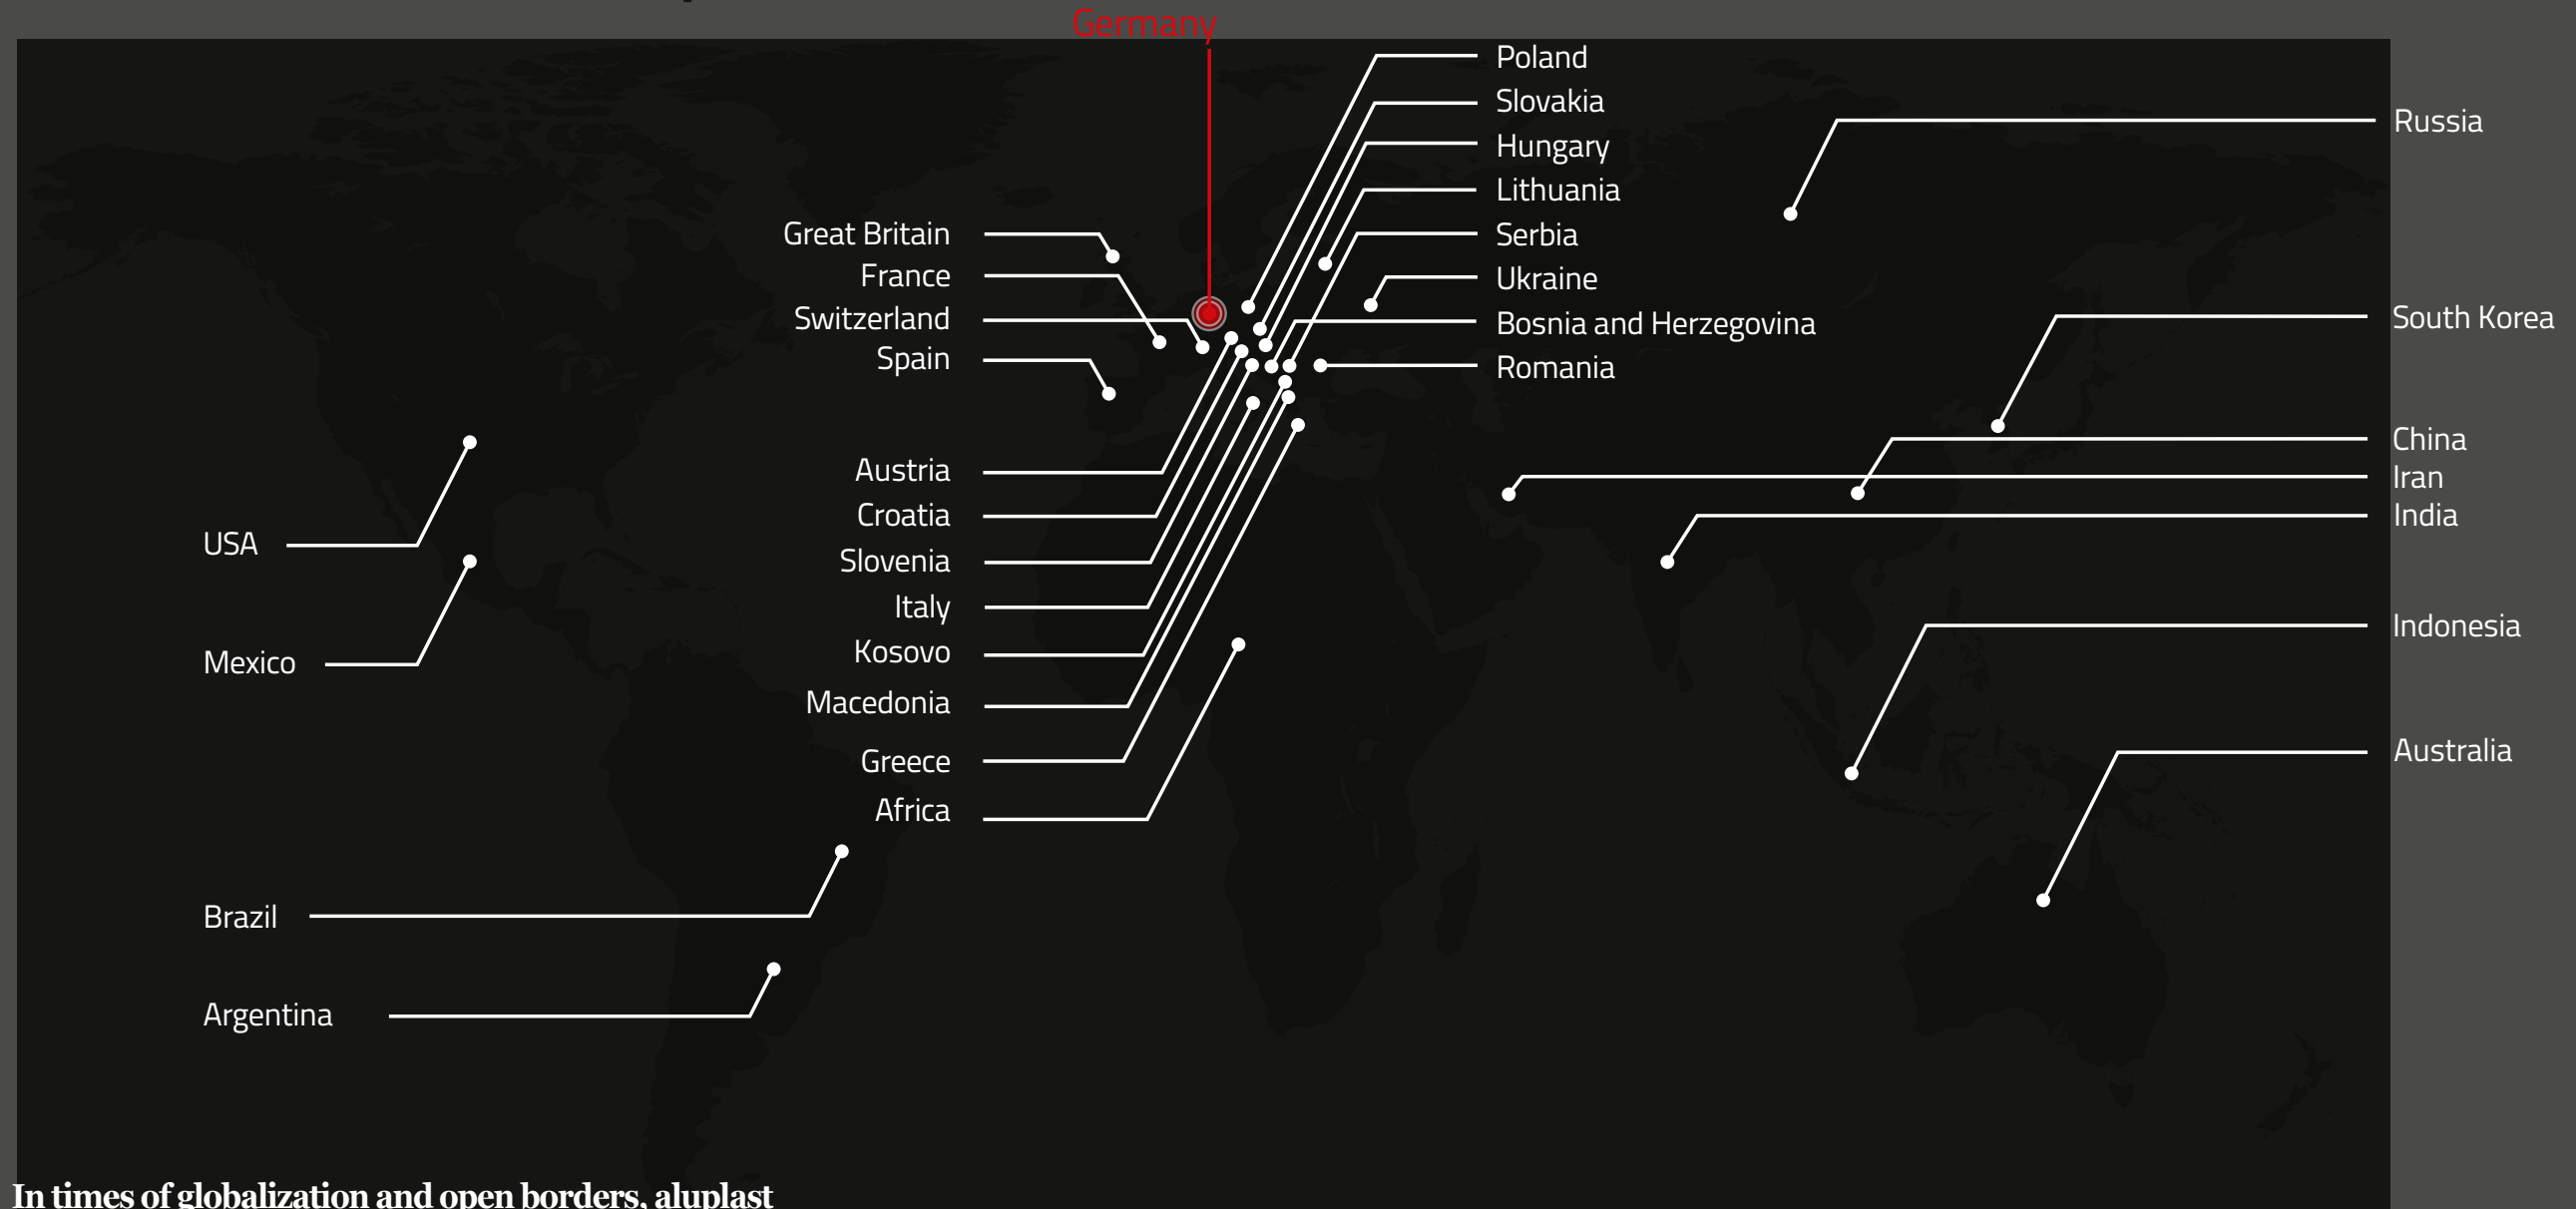 Germany
Poland
Slovakia
Hungary
Lithuania
Serbia
Ukraine
Bosnia and Herzegovina
Romania
Great Britain
France
Switzerland
Spain
Austria
Croatia
Slovenia
Italy
Kosovo
Macedonia
Greece
Africa
USA
Mexico
Brazil
Argentina
Russia
South Korea
China
Iran
India
Indonesia
Australia
In times of globalization and open borders, aluplast